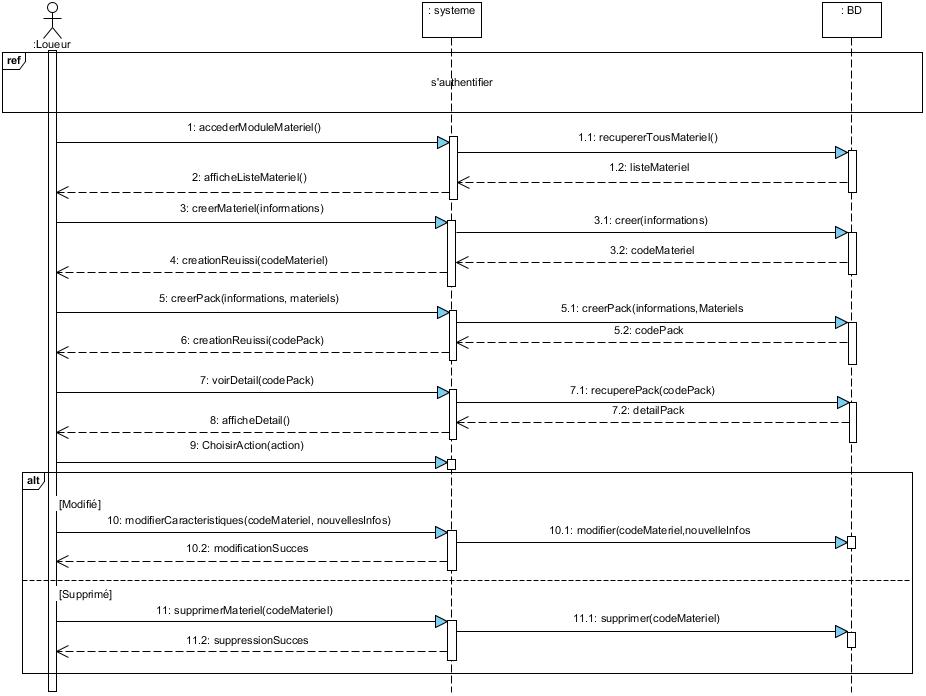 : systeme
: BD
:Loueur
ref
s'authentifier
1: accederModuleMateriel()
1.1: recupererTousMateriel()
1.2: listeMateriel
2: afficheListeMateriel()
3: creerMateriel(informations)
3.1: creer(informations)
3.2: codeMateriel
4: creationReuissi(codeMateriel)
5: creerPack(informations, materiels)
5.1: creerPack(informations,Materiels
5.2: codePack
6: creationReuissi(codePack)
7: voirDetail(codePack)
7.1: recuperePack(codePack)
7.2: detailPack
8: afficheDetail()
9: ChoisirAction(action)
alt
[Modifié]
10: modifierCaracteristiques(codeMateriel, nouvellesInfos)
10.1: modifier(codeMateriel,nouvelleInfos
10.2: modificationSucces
[Supprimé]
11: supprimerMateriel(codeMateriel)
11.1: supprimer(codeMateriel)
11.2: suppressionSucces